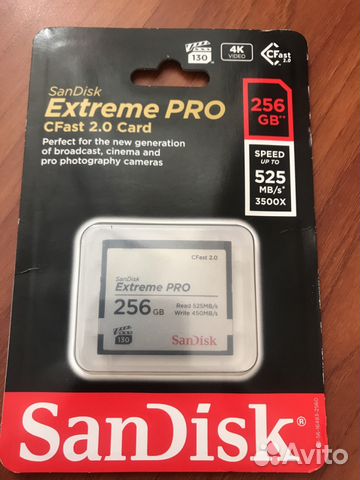 130
4K
VIDEO
CFast
2.0
SanDisk
Extreme PRO
CFast 2.0 Card
Perfect for the new generation
of broadcast, cinema and
pro photography cameras
256
GB**
SPEED
UP TO
525
MB/s*
3500X
CFast 2.0
SanDisk
Extreme PRO
256 GB
Read 525MB/s
Write 450MB/s
130
SanDisk
SanDisk®
Avito